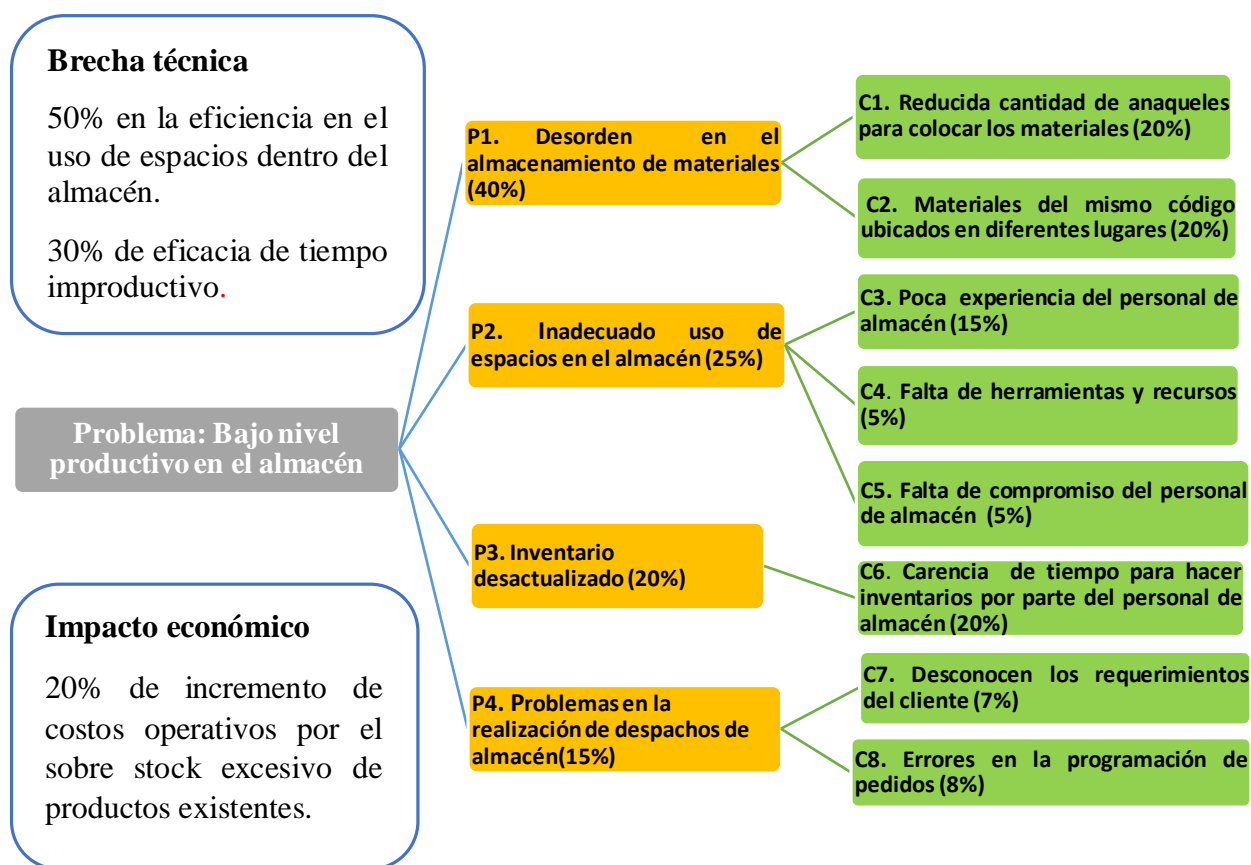 Brecha técnica
50% en la eficiencia en el
uso de espacios dentro del
almacén.
30% de eficacia de tiempo
improductivo.
Problema: Bajo nivel
productivo en el almacén
Impacto económico
20% de incremento de
costos operativos por el
sobre stock excesivo de
productos existentes.
P1. Desorden en el
almacenamiento de materiales
(40%)
P2. Inadecuado uso de
espacios en el almacén (25%)
P3. Inventario
desactualizado (20%)
P4. Problemas en la
realización de despachos de
almacén(15%)
C1. Reducida cantidad de anaqueles
para colocar los materiales (20%)
C2. Materiales del mismo código
ubicados en diferentes lugares (20%)
C3. Poca experiencia del personal de
almacén (15%)
C4. Falta de herramientas y recursos
(5%)
C5. Falta de compromiso del personal
de almacén (5%)
C6. Carencia de tiempo para hacer
inventarios por parte del personal de
almacén (20%)
C7. Desconocen los requerimientos
del cliente (7%)
C8. Errores en la programación de
pedidos (8%)